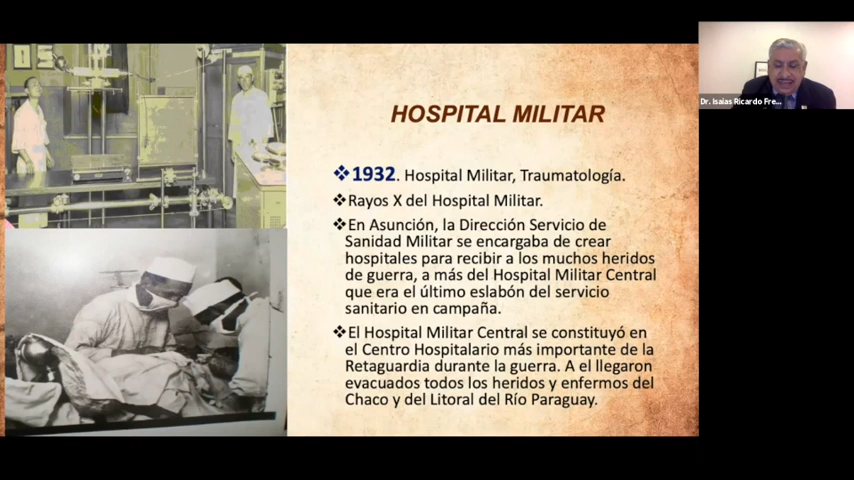 HOSPITAL MILITAR
❖1932. Hospital Militar, Traumatología.
❖Rayos X del Hospital Militar.
❖En Asunción, la Dirección Servicio de
Sanidad Militar se encargaba de crear
hospitales para recibir a los muchos heridos
de guerra, a más del Hospital Militar Central
que era el último eslabón del servicio
sanitario en campaña.
❖El Hospital Militar Central se constituyó en
el Centro Hospitalario más importante de la
Retaguardia durante la guerra. A el llegaron
evacuados todos los heridos y enfermos del
Chaco y del Litoral del Río Paraguay.
Dr. Isaias Ricardo Fre...